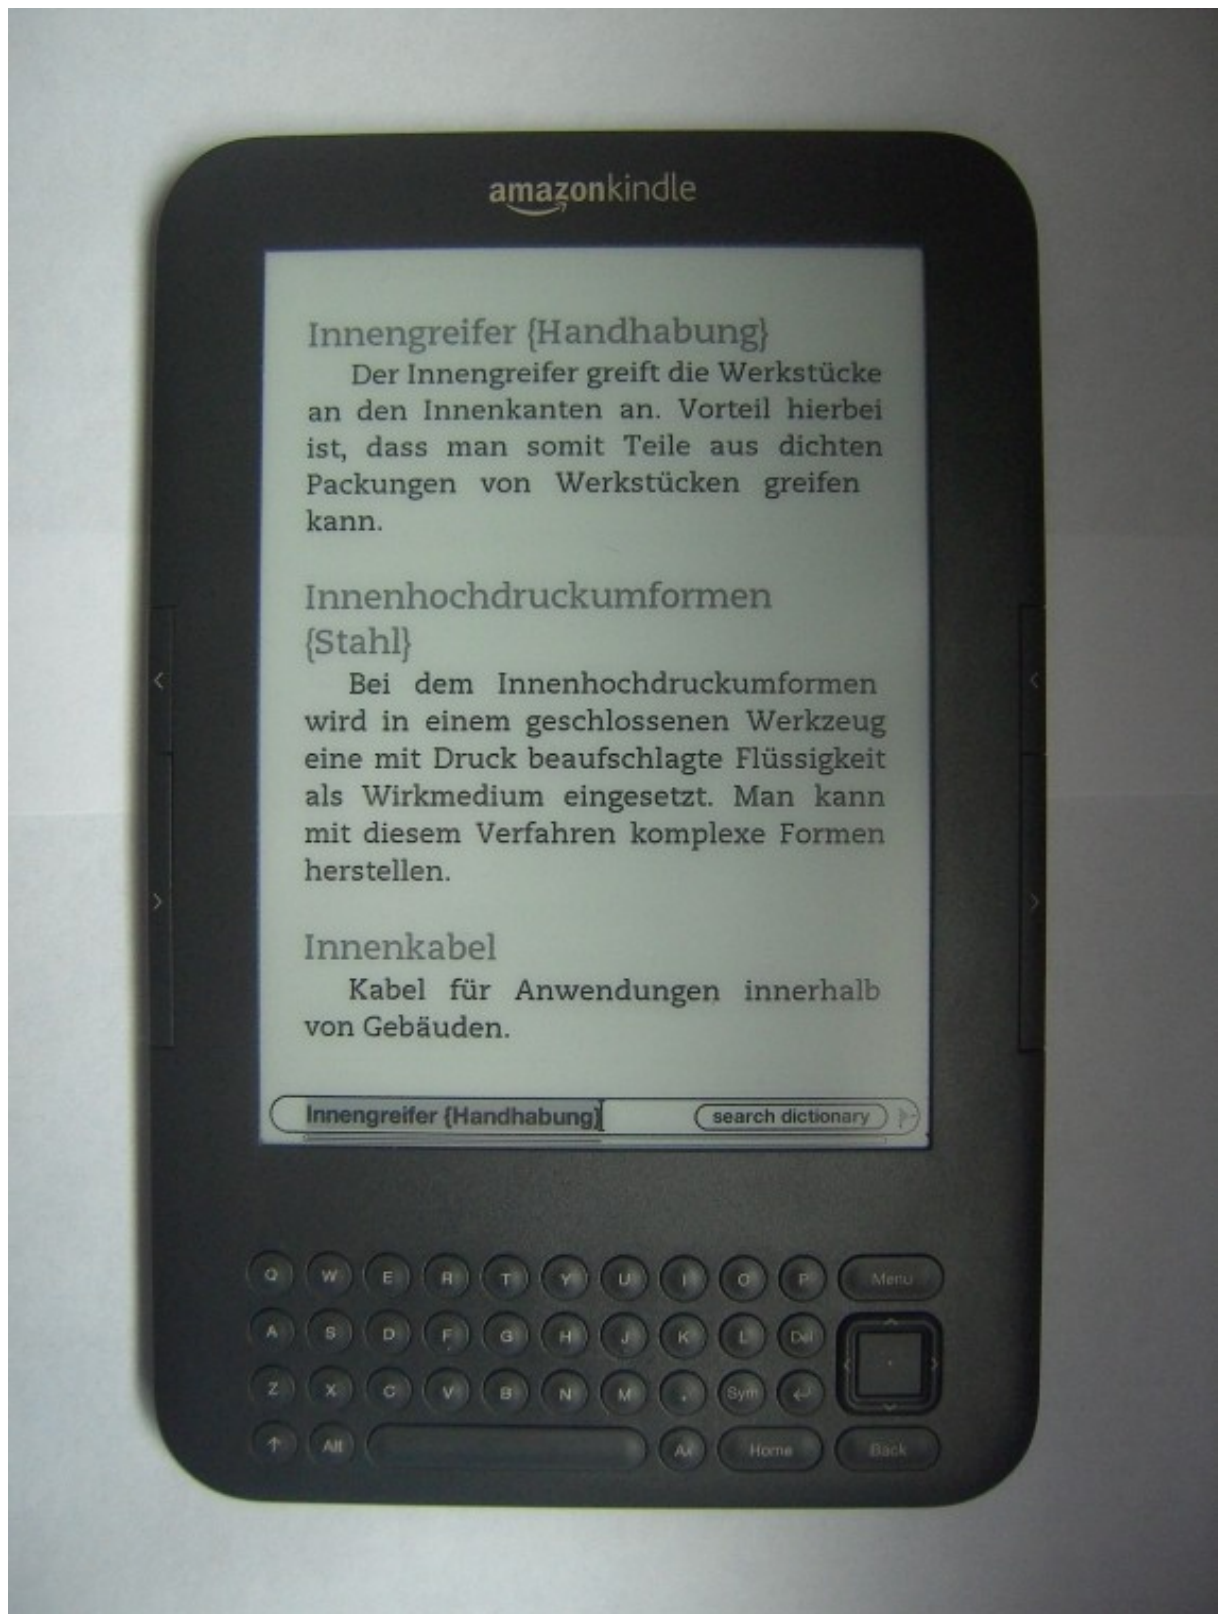 amazonkindle
Innengreifer {Handhabung}
Der Innengreifer greift die Werkstücke
an den Innenkanten an. Vorteil hierbei
ist, dass man somit Teile aus dichten
Packungen von Werkstücken greifen
kann.
Innenhochdruckumformen
{Stahl}
Bei dem Innenhochdruckumformen
wird in einem geschlossenen Werkzeug
eine mit Druck beaufschlagte Flüssigkeit
als Wirkmedium eingesetzt. Man kann
mit diesem Verfahren komplexe Formen
herstellen.
Innenkabel
Kabel für Anwendungen innerhalb
von Gebäuden.
Innengreifer {Handhabung} search dictionary
Q W E R T Y U I O P Menu
A S D F G H J K L Del
Z X C V B N M . Sym
Alt Aa Home Back